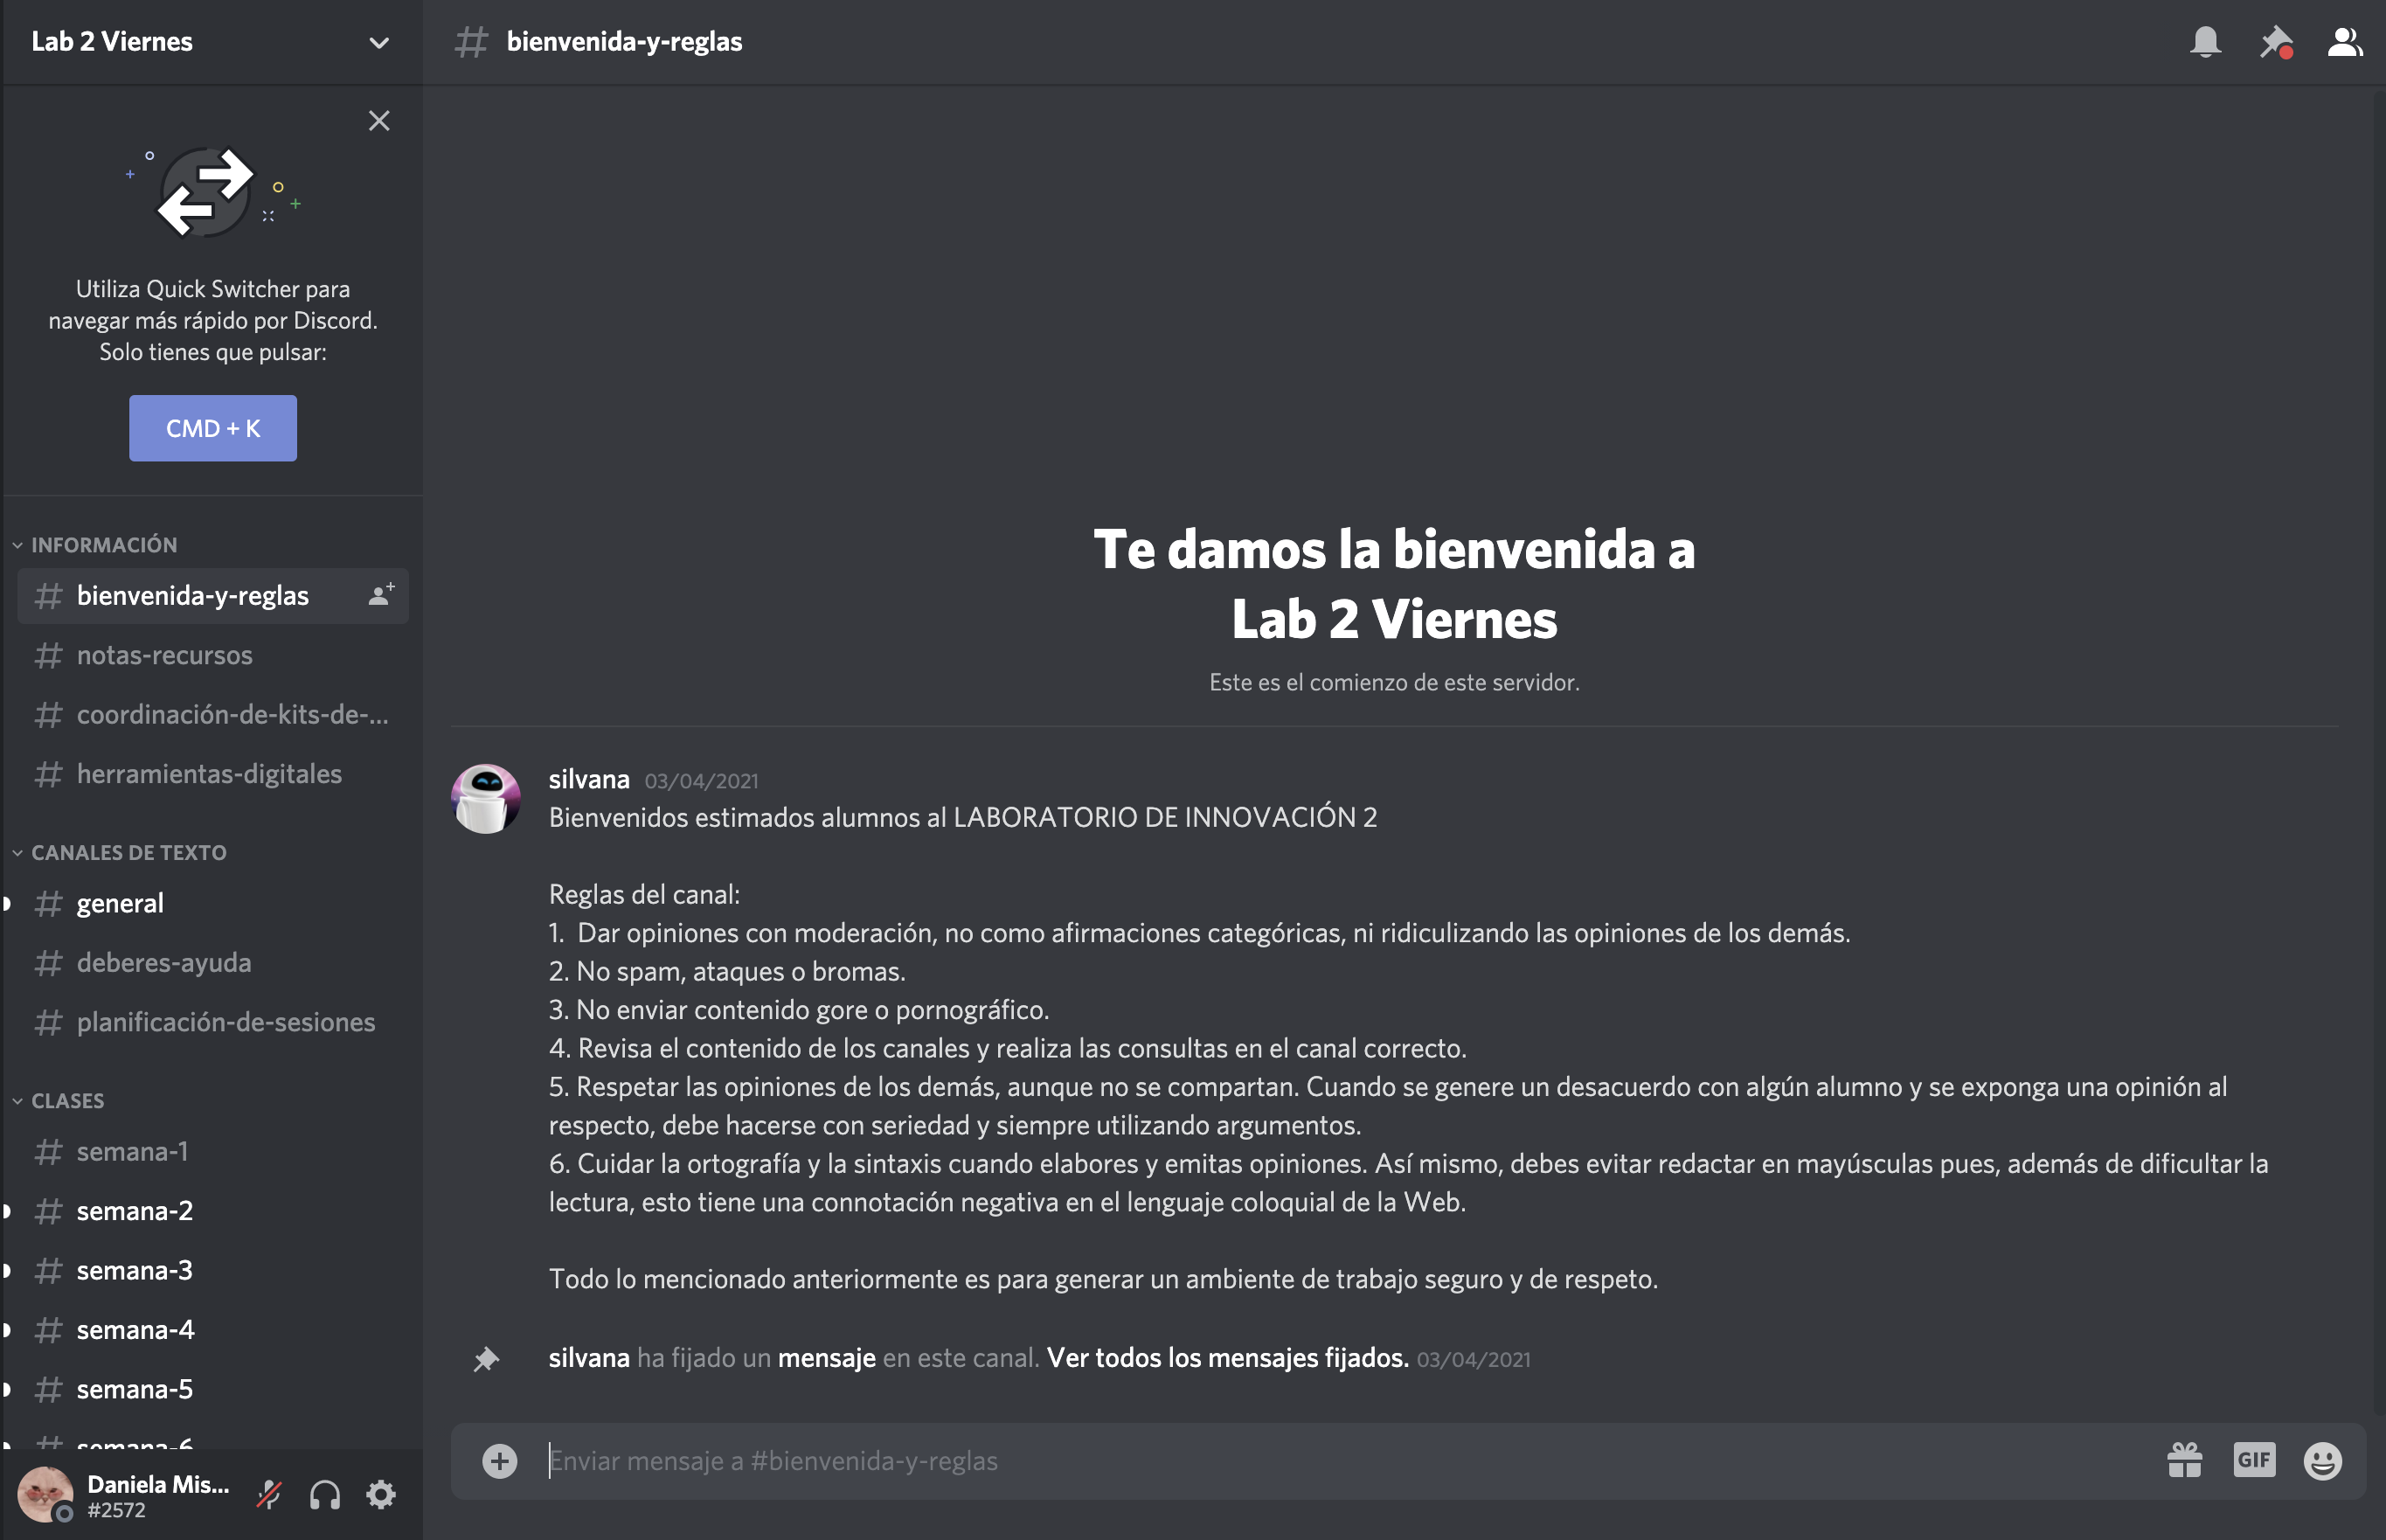 Lab 2 Viernes
Utiliza Quick Switcher para
navegar más rápido por Discord.
Solo tienes que pulsar:
CMD + K
INFORMACIÓN
# bienvenida-y-reglas
# notas-recursos
# coordinación-de-kits-de-...
# herramientas-digitales
CANALES DE TEXTO
# general
# deberes-ayuda
# planificación-de-sesiones
CLASES
# semana-1
# semana-2
# semana-3
# semana-4
# semana-5
# semana-6
Daniela Mis...
#2572
# bienvenida-y-reglas
Te damos la bienvenida a
Lab 2 Viernes
Este es el comienzo de este servidor.
silvana 03/04/2021
Bienvenidos estimados alumnos al LABORATORIO DE INNOVACIÓN 2
Reglas del canal:
1. Dar opiniones con moderación, no como afirmaciones categóricas, ni ridiculizando las opiniones de los demás.
2. No spam, ataques o bromas.
3. No enviar contenido gore o pornográfico.
4. Revisa el contenido de los canales y realiza las consultas en el canal correcto.
5. Respetar las opiniones de los demás, aunque no se compartan. Cuando se genere un desacuerdo con algún alumno y se exponga una opinión al
respecto, debe hacerse con seriedad y siempre utilizando argumentos.
6. Cuidar la ortografía y la sintaxis cuando elabores y emitas opiniones. Así mismo, debes evitar redactar en mayúsculas pues, además de dificultar la
lectura, esto tiene una connotación negativa en el lenguaje coloquial de la Web.
Todo lo mencionado anteriormente es para generar un ambiente de trabajo seguro y de respeto.
silvana ha fijado un mensaje en este canal. Ver todos los mensajes fijados. 03/04/2021
Enviar mensaje a #bienvenida-y-reglas
GIF